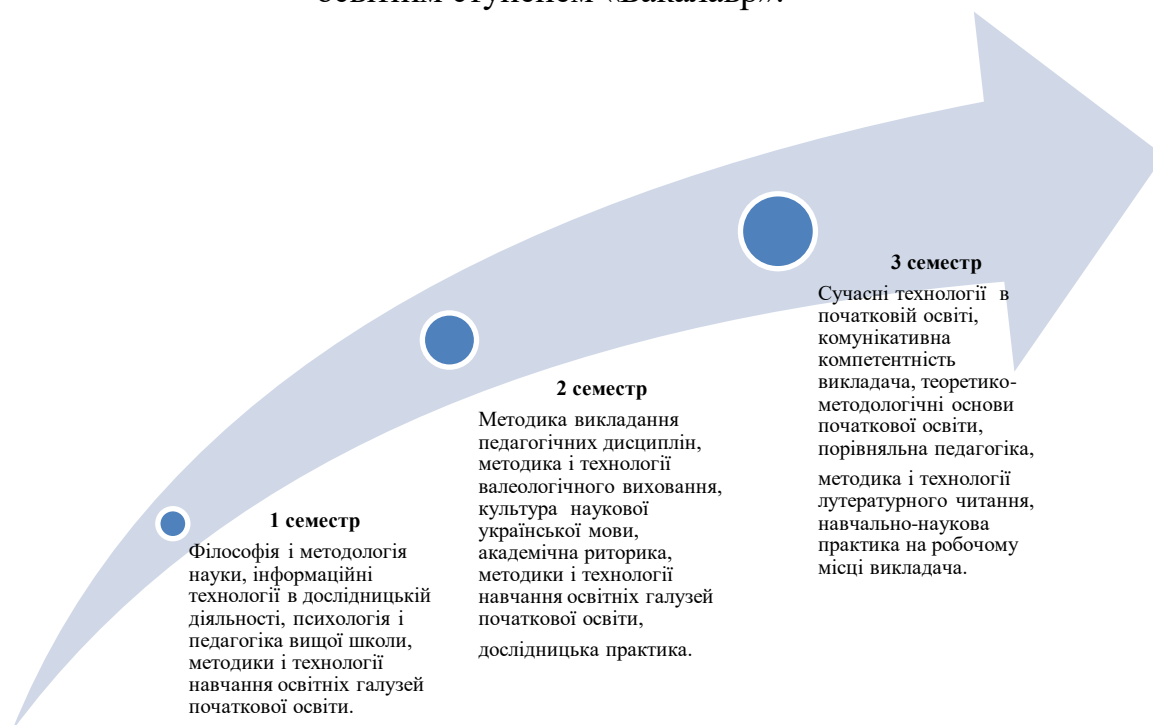 освітнім ступенем «Бакалавр».
1 семестр
Філософія і методологія
науки, інформаційні
технології в дослідницькій
діяльності, психологія і
педагогіка вищої школи,
методики і технології
навчання освітніх галузей
початкової освіти.
2 семестр
Методика викладання
педагогічних дисциплін,
методика і технології
валеологічного виховання,
культура наукової
української мови,
академічна риторика,
методики і технології
навчання освітніх галузей
початкової освіти,
дослідницька практика.
3 семестр
Сучасні технології в
початковій освіті,
комунікативна
компетентність
викладача, теоретико-
методологічні основи
початкової освіти,
порівняльна педагогіка,
методика і технології
лутературного читання,
навчально-наукова
практика на робочому
місці викладача.